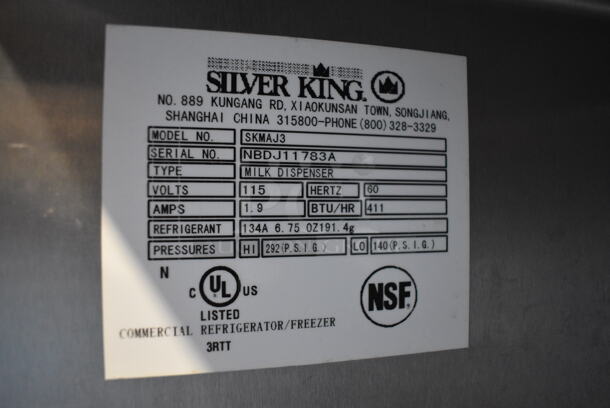 SILVER KING.
NO. 889 KUNGANG RD, XIAOKUNSAN TOWN, SONGJIANG,
SHANGHAI CHINA 315800-PHONE (800) 328-3329
MODEL NO. SKMAJ3
SERIAL NO. NBDJ11783A
TYPE MILK DISPENSER
VOLTS 115 HERTZ 60
AMPS 1.9 BTU/HR 411
REFRIGERANT 134A 6.75 OZ191.4g
PRESSURES HI 292(P.S.I.G.) LO 140(P.S.I.G.)
N
C UL US
LISTED
NSF
COMMERCIAL REFRIGERATOR/FREEZER
3RTT